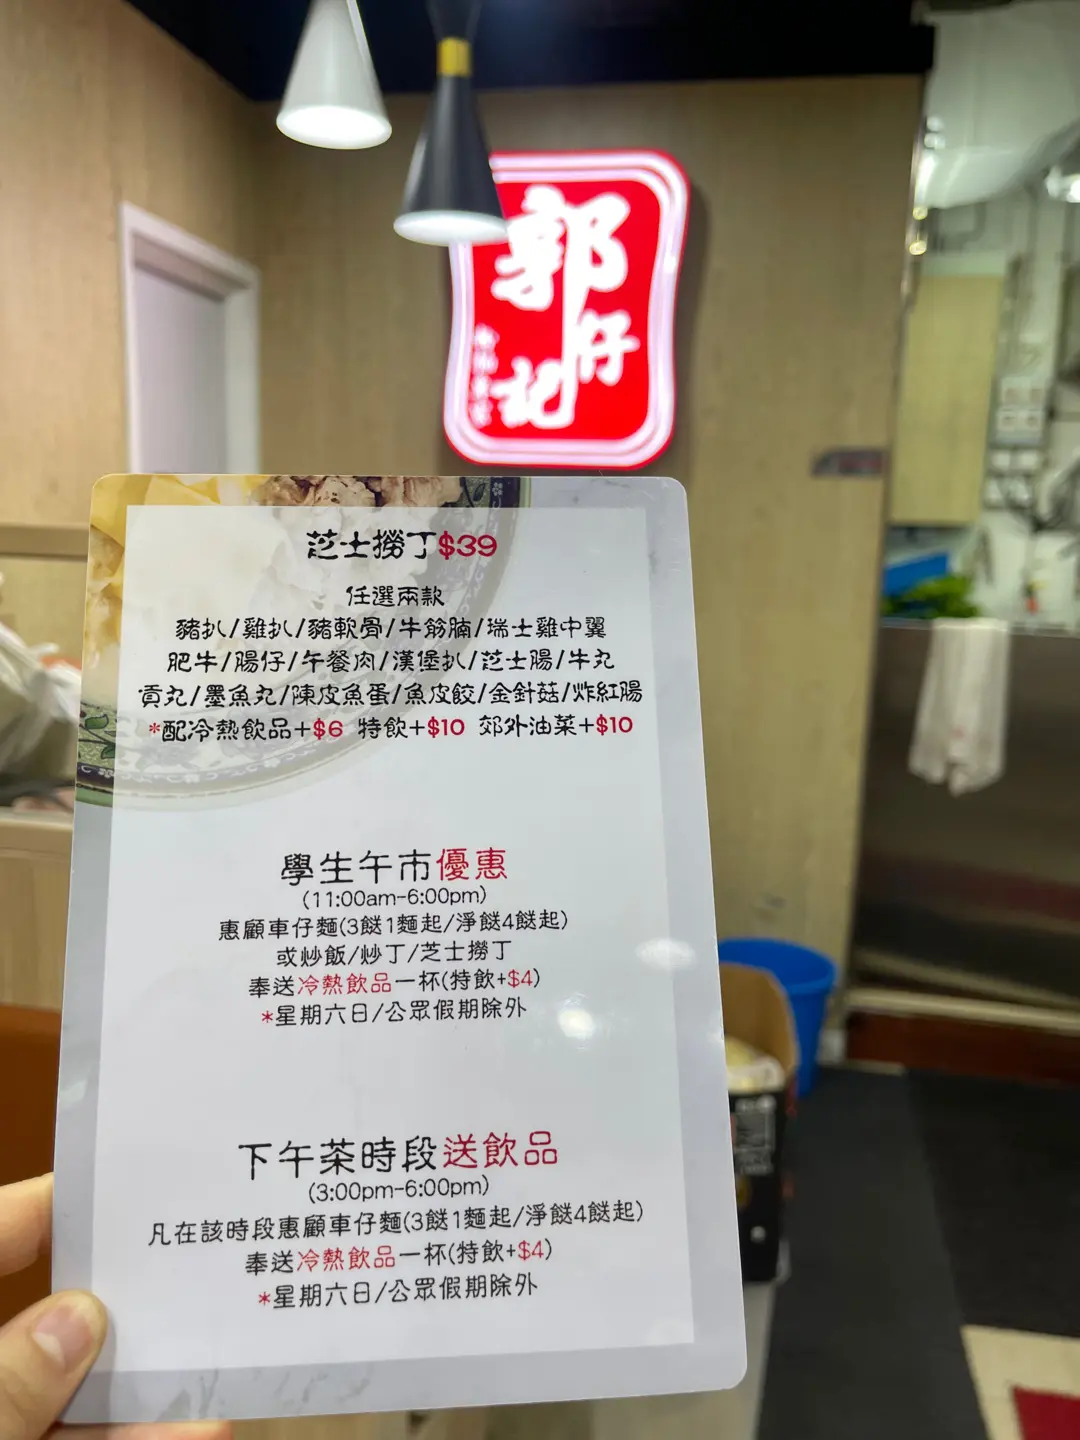 郭
仔
記
芝士撈丁$39
任選兩款
豬扒/雞扒/豬軟骨/牛筋腩/瑞士雞中翼
肥牛/腸仔/午餐肉/漢堡扒/芝士腸/牛丸
貢丸/墨魚丸/陳皮魚蛋/魚皮餃/金針菇/炸紅腸
*配冷熱飲品+$6 特飲+$10 郊外油菜+$10
學生午市優惠
(11:00am-6:00pm)
惠顧車仔麵(3餸1麵起/淨餸4餸起)
或炒飯/炒丁/芝士撈丁
奉送冷熱飲品一杯(特飲+$4)
*星期六日/公眾假期除外
下午茶時段送飲品
(3:00pm-6:00pm)
凡在該時段惠顧車仔麵(3餸1麵起/淨餸4餸起)
奉送冷熱飲品一杯(特飲+$4)
*星期六日/公眾假期除外